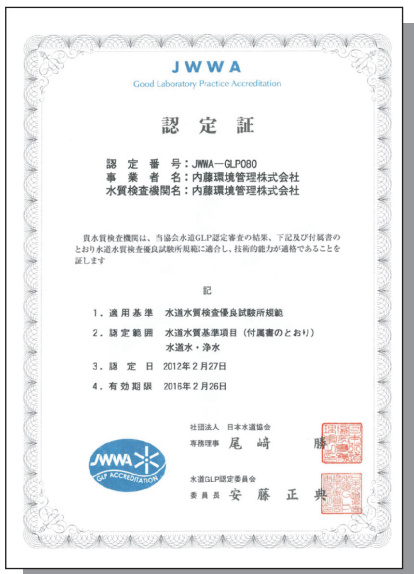 JWWA
Good Laboratory Practice Accreditation
認定証
認定番号：JWWA－GLP080
事業者名：内藤環境管理株式会社
水質検査機関名：内藤環境管理株式会社
貴水質検査機関は、当協会水道GLP認定審査の結果、下記及び付属書の
とおり水道水質検査優良試験所規範に適合し、技術的能力が適格であることを
証します
記
1．適用基準　水道水質検査優良試験所規範
2．認定範囲　水道水質基準項目（付属書のとおり）
水道水・浄水
3．認定日　2012年2月27日
4．有効期限　2016年2月26日
社団法人　日本水道協会
専務理事　尾﨑　勝
JWWA
GLP ACCREDITATION
水道GLP認定委員会
委員長　安藤正典